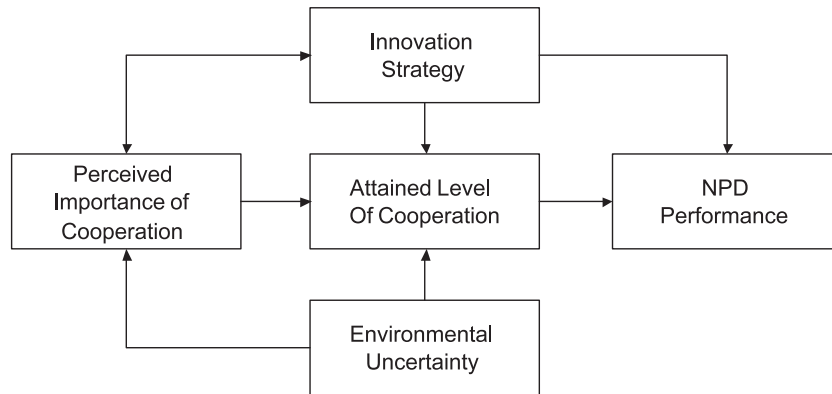 Innovation
Strategy
Perceived
Importance of
Cooperation
Attained Level
Of Cooperation
NPD
Performance
Environmental
Uncertainty